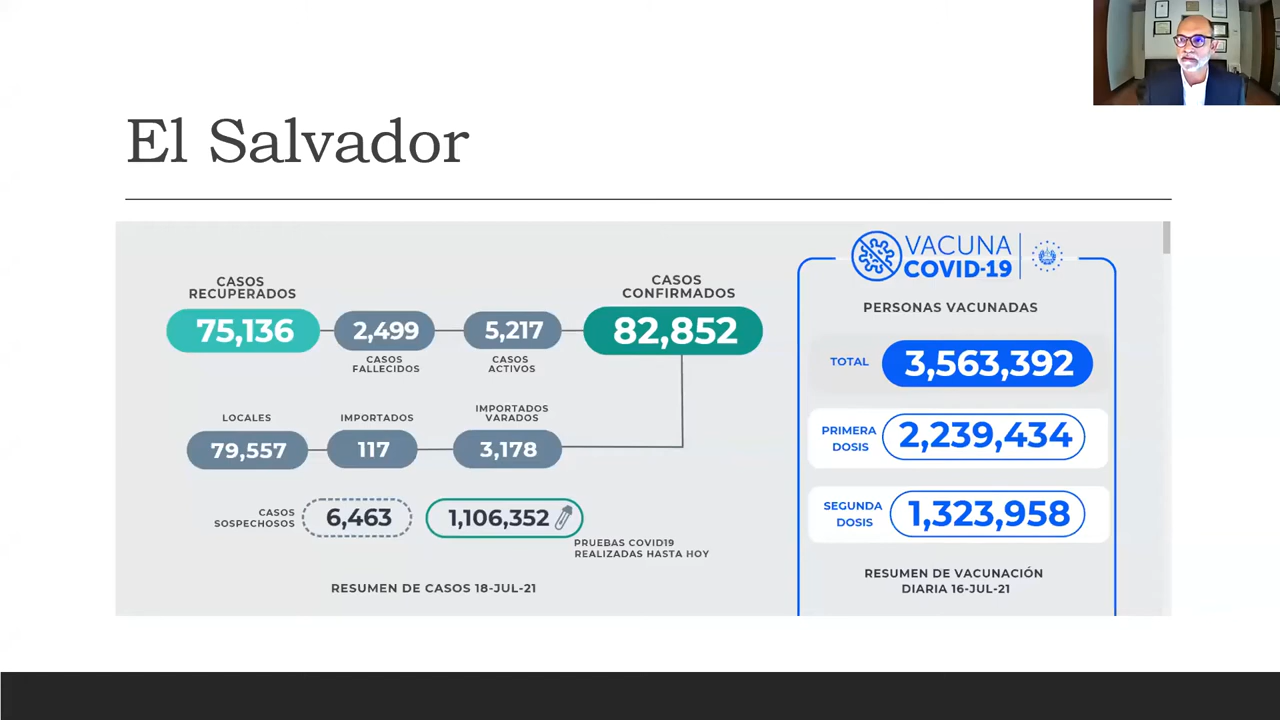 El Salvador
CASOS
RECUPERADOS
75,136
2,499
CASOS
FALLECIDOS
5,217
CASOS
ACTIVOS
CASOS
CONFIRMADOS
82,852
LOCALES
79,557
IMPORTADOS
117
IMPORTADOS
VARADOS
3,178
CASOS
SOSPECHOSOS
6,463
1,106,352
PRUEBAS COVID19
REALIZADAS HASTA HOY
RESUMEN DE CASOS 18-JUL-21
VACUNA
COVID-19
PERSONAS VACUNADAS
TOTAL
3,563,392
PRIMERA
DOSIS
2,239,434
SEGUNDA
DOSIS
1,323,958
RESUMEN DE VACUNACIÓN
DIARIA 16-JUL-21